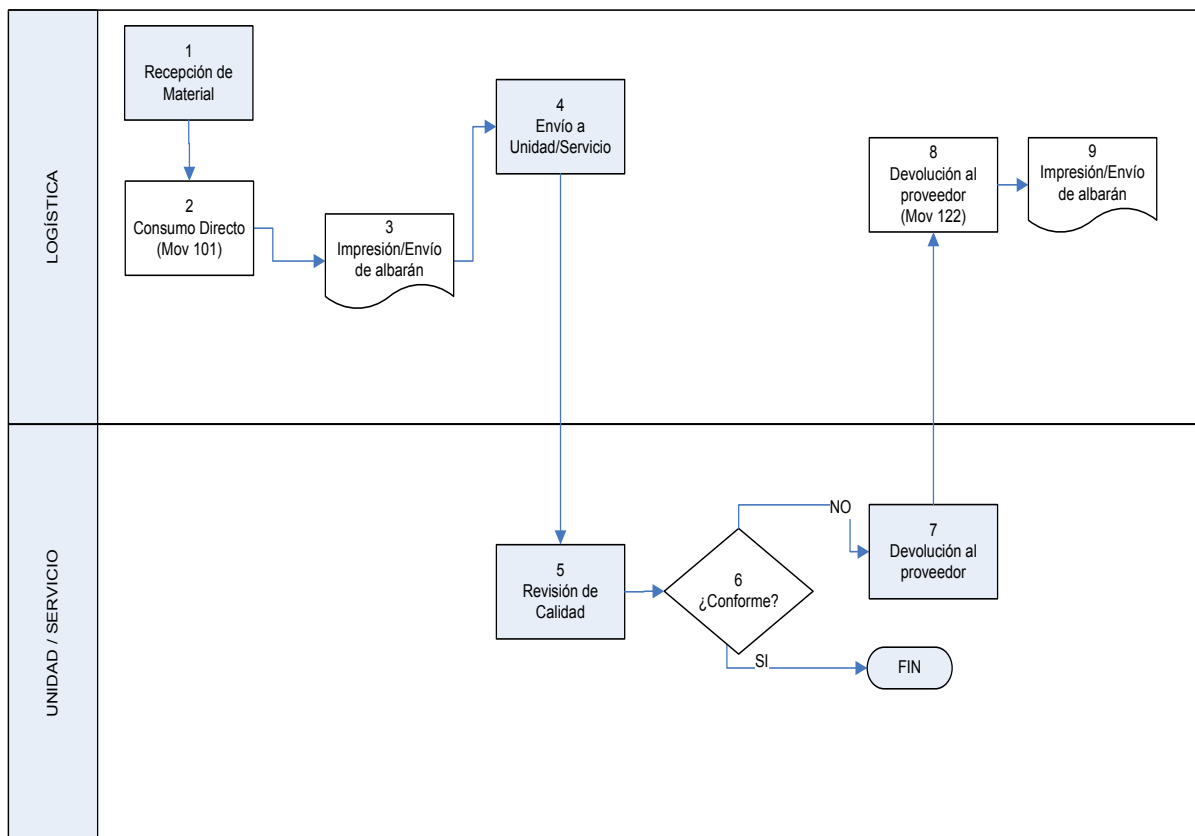 LOGÍSTICA
1
Recepción de
Material
2
Consumo Directo
(Mov 101)
3
Impresión/Envío
de albarán
4
Envío a
Unidad/Servicio
8
Devolución al
proveedor
(Mov 122)
9
Impresión/Envío
de albarán
UNIDAD / SERVICIO
5
Revisión de
Calidad
6
¿Conforme?
NO
7
Devolución al
proveedor
SI
FIN